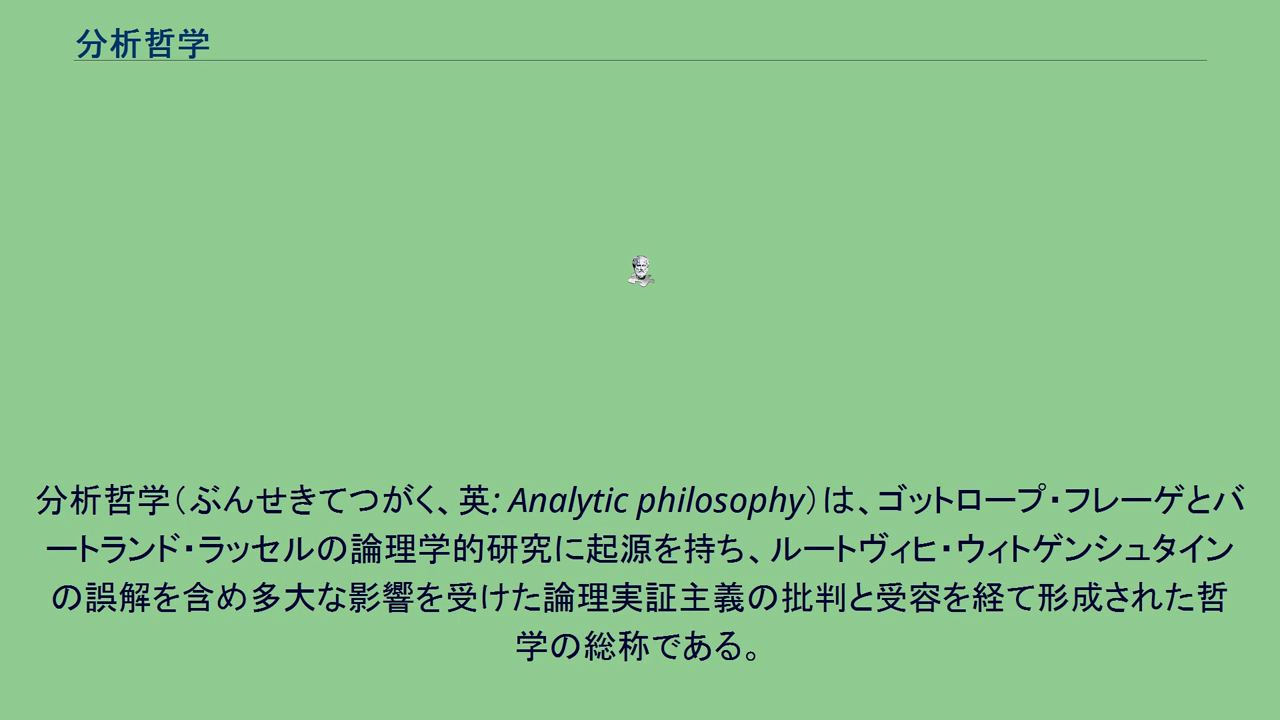 分析哲学
分析哲学(ぶんせきてつがく、英: Analytic philosophy)は、ゴットロープ・フレーゲとバ
ートランド・ラッセルの論理学的研究に起源を持ち、ルートヴィヒ・ウィトゲンシュタイン
の誤解を含め多大な影響を受けた論理実証主義の批判と受容を経て形成された哲
学の総称である。